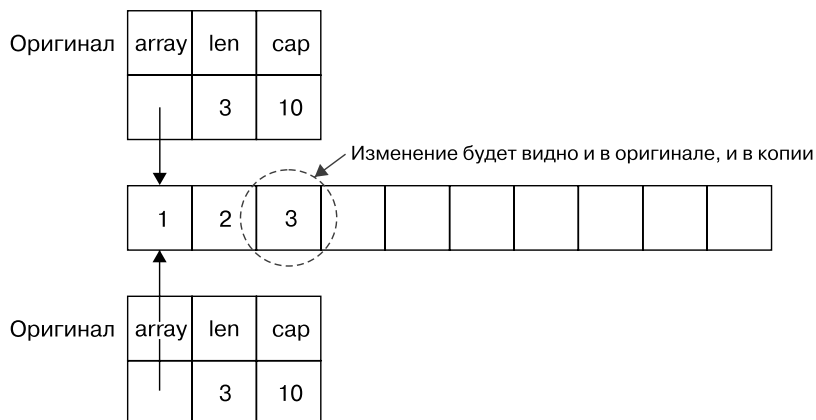 Оригинал array len cap
3 10
Изменение будет видно и в оригинале, и в копии
1 2 3
Оригинал array len cap
3 10